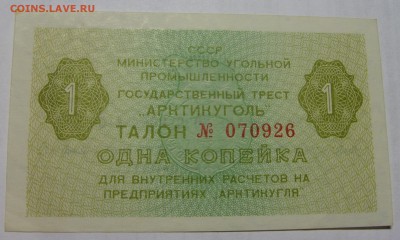 COINS.LAVE.RU
СССР
МИНИСТЕРСТВО УГОЛЬНОЙ
ПРОМЫШЛЕННОСТИ
ГОСУДАРСТВЕННЫЙ ТРЕСТ
„АРКТИКУГОЛЬ"
1 1
ТАЛОН № 070926
ОДНА КОПЕЙКА
ДЛЯ ВНУТРЕННИХ РАСЧЕТОВ НА
ПРЕДПРИЯТИЯХ „АРКТИКУГЛЯ"